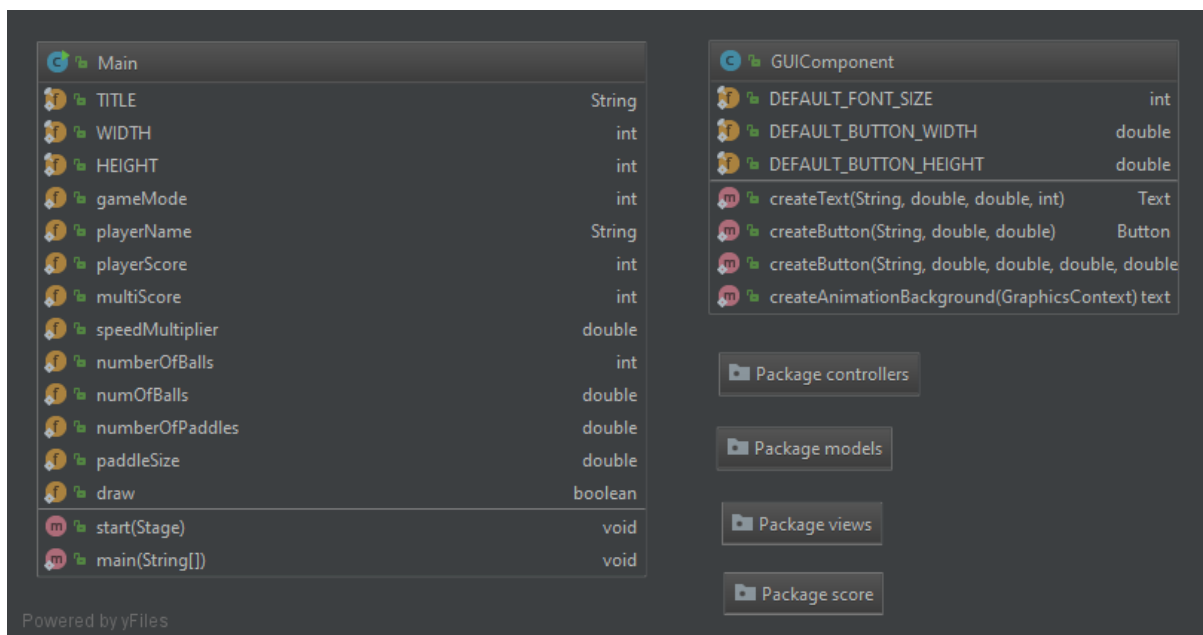 Main
TITLE String
WIDTH int
HEIGHT int
gameMode int
playerName String
playerScore int
multiScore int
speedMultiplier double
numberOfBalls int
numOfBalls double
numberOfPaddles double
paddleSize double
draw boolean
start(Stage) void
main(String[]) void
GUIComponent
DEFAULT_FONT_SIZE int
DEFAULT_BUTTON_WIDTH double
DEFAULT_BUTTON_HEIGHT double
createText(String, double, double, int) Text
createButton(String, double, double) Button
createButton(String, double, double, double, double
createAnimationBackground(GraphicsContext) text
Package controllers
Package models
Package views
Package score
Powered by yFiles